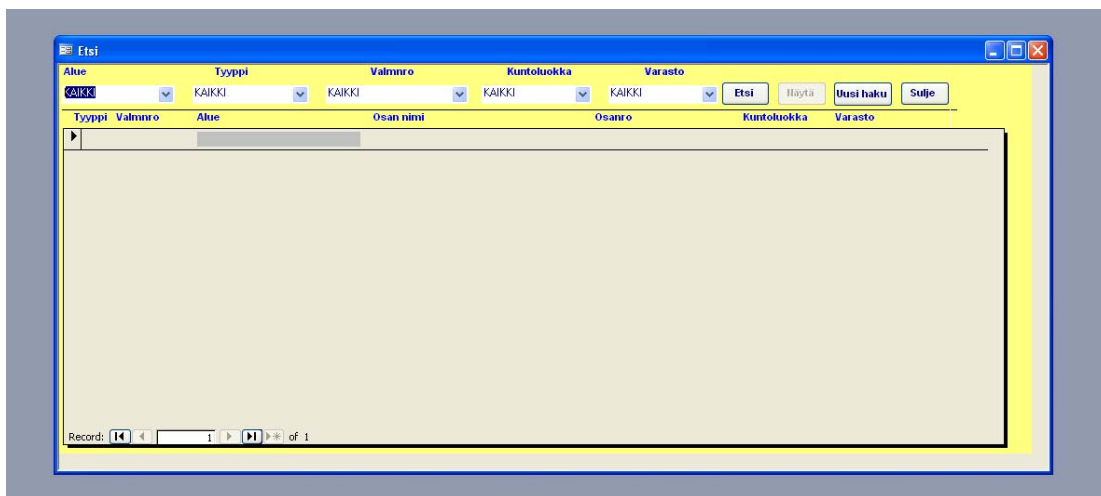 Etsi
Alue Tyyppi Valmnro Kuntoluokka Varasto
KAIKKI KAIKKI KAIKKI KAIKKI KAIKKI Etsi Näytä Uusi haku Sulje
Tyyppi Valmnro Alue Osan nimi Osanro Kuntoluokka Varasto
Record: 1 of 1